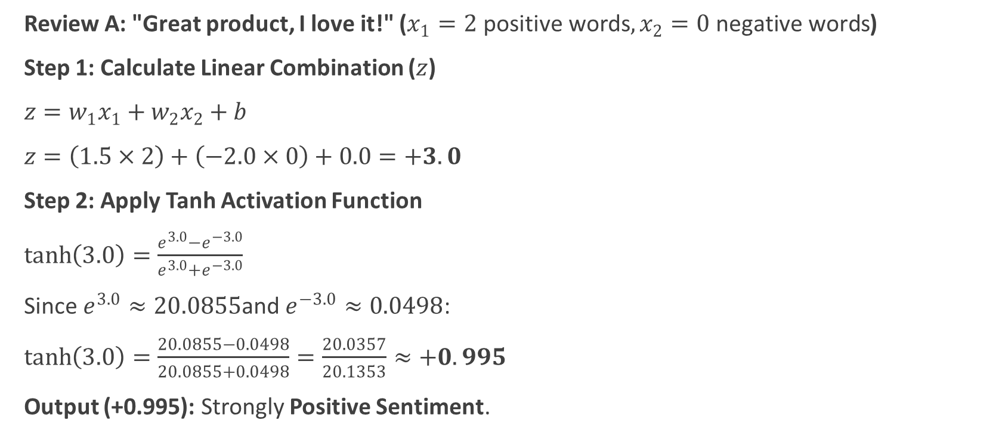 Review A: "Great product, I love it!" (x₁ = 2 positive words, x₂ = 0 negative words)
Step 1: Calculate Linear Combination (z)
z = w₁x₁ + w₂x₂ + b
z = (1.5 × 2) + (−2.0 × 0) + 0.0 = +3.0
Step 2: Apply Tanh Activation Function
tanh(3.0) = \frac{e^{3.0}−e^{−3.0}}{e^{3.0}+e^{−3.0}}
Since e^{3.0} ≈ 20.0855and e^{−3.0} ≈ 0.0498:
tanh(3.0) = \frac{20.0855−0.0498}{20.0855+0.0498} = \frac{20.0357}{20.1353} ≈ +0.995
Output (+0.995): Strongly Positive Sentiment.